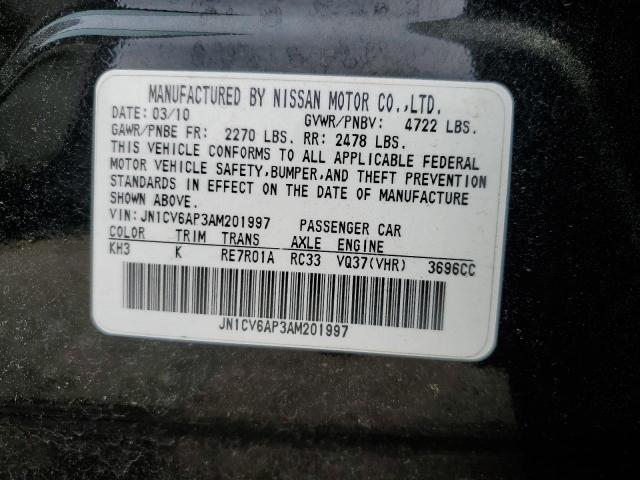 MANUFACTURED BY NISSAN MOTOR CO.,LTD.
DATE: 03/10 GVWR/PNBV: 4722 LBS.
GAWR/PNBE FR: 2270 LBS. RR: 2478 LBS.
THIS VEHICLE CONFORMS TO ALL APPLICABLE FEDERAL
MOTOR VEHICLE SAFETY,BUMPER,AND THEFT PREVENTION
STANDARDS IN EFFECT ON THE DATE OF MANUFACTURE
SHOWN ABOVE.
VIN: JN1CV6AP3AM201997 PASSENGER CAR
COLOR TRIM TRANS AXLE ENGINE
KH3 K RE7R01A RC33 VQ37(VHR) 3696CC
JN1CV6AP3AM201997